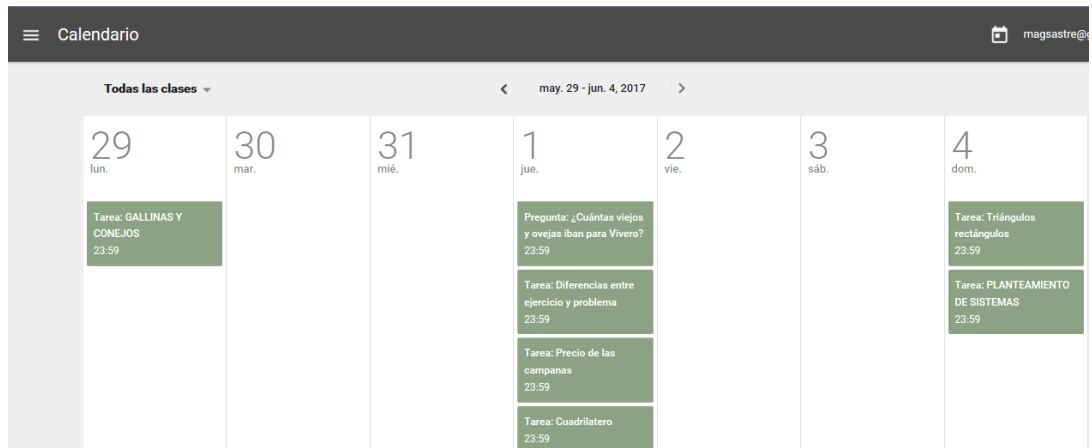 Calendario
magsastre@g
Todas las clases
may. 29 - jun. 4, 2017
29
lun.
30
mar.
31
mié.
1
jue.
2
vie.
3
sáb.
4
dom.
Tarea: GALLINAS Y
CONEJOS
23:59
Pregunta: ¿Cuántas viejos
y ovejas iban para Vivero?
23:59
Tarea: Diferencias entre
ejercicio y problema
23:59
Tarea: Precio de las
campanas
23:59
Tarea: Cuadrilatero
23:59
Tarea: Triángulos
rectángulos
23:59
Tarea: PLANTEAMIENTO
DE SISTEMAS
23:59